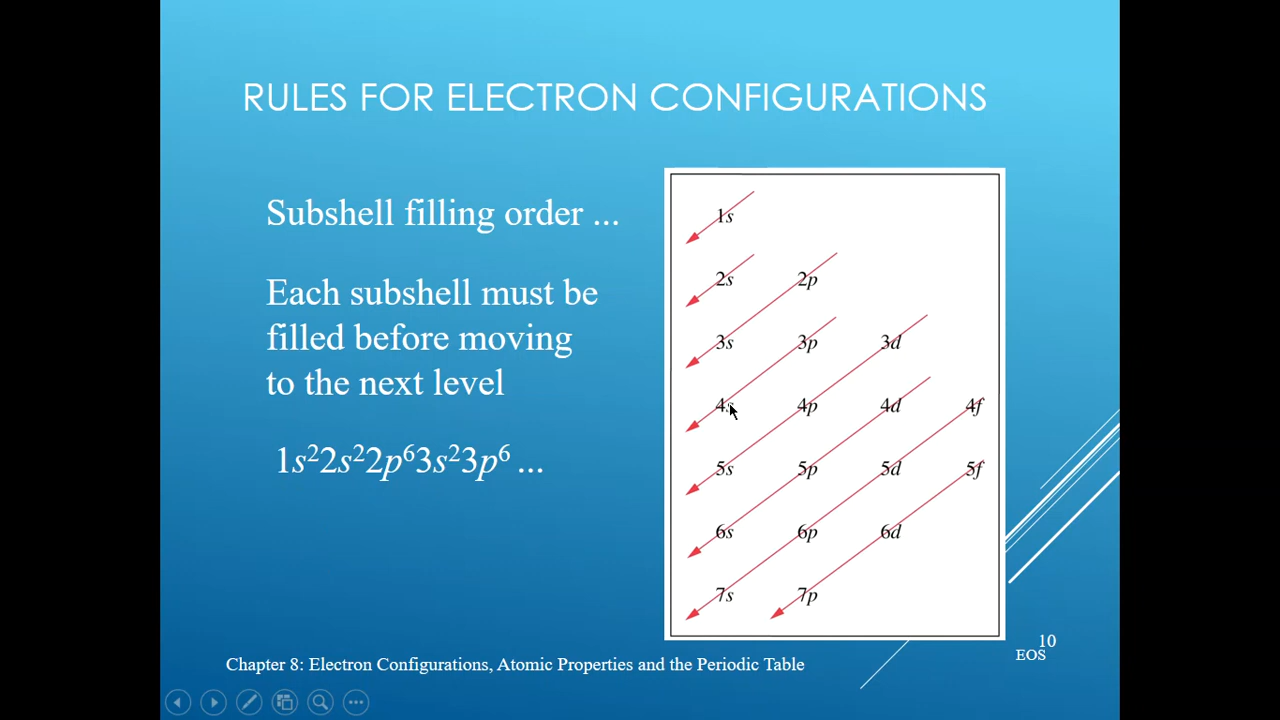 RULES FOR ELECTRON CONFIGURATIONS
Subshell filling order ...
Each subshell must be
filled before moving
to the next level
1s²2s²2p⁶3s²3p⁶ ...
1s
2s 2p
3s 3p 3d
4s 4p 4d 4f
5s 5p 5d 5f
6s 6p 6d
7s 7p
Chapter 8: Electron Configurations, Atomic Properties and the Periodic Table
10
EOS